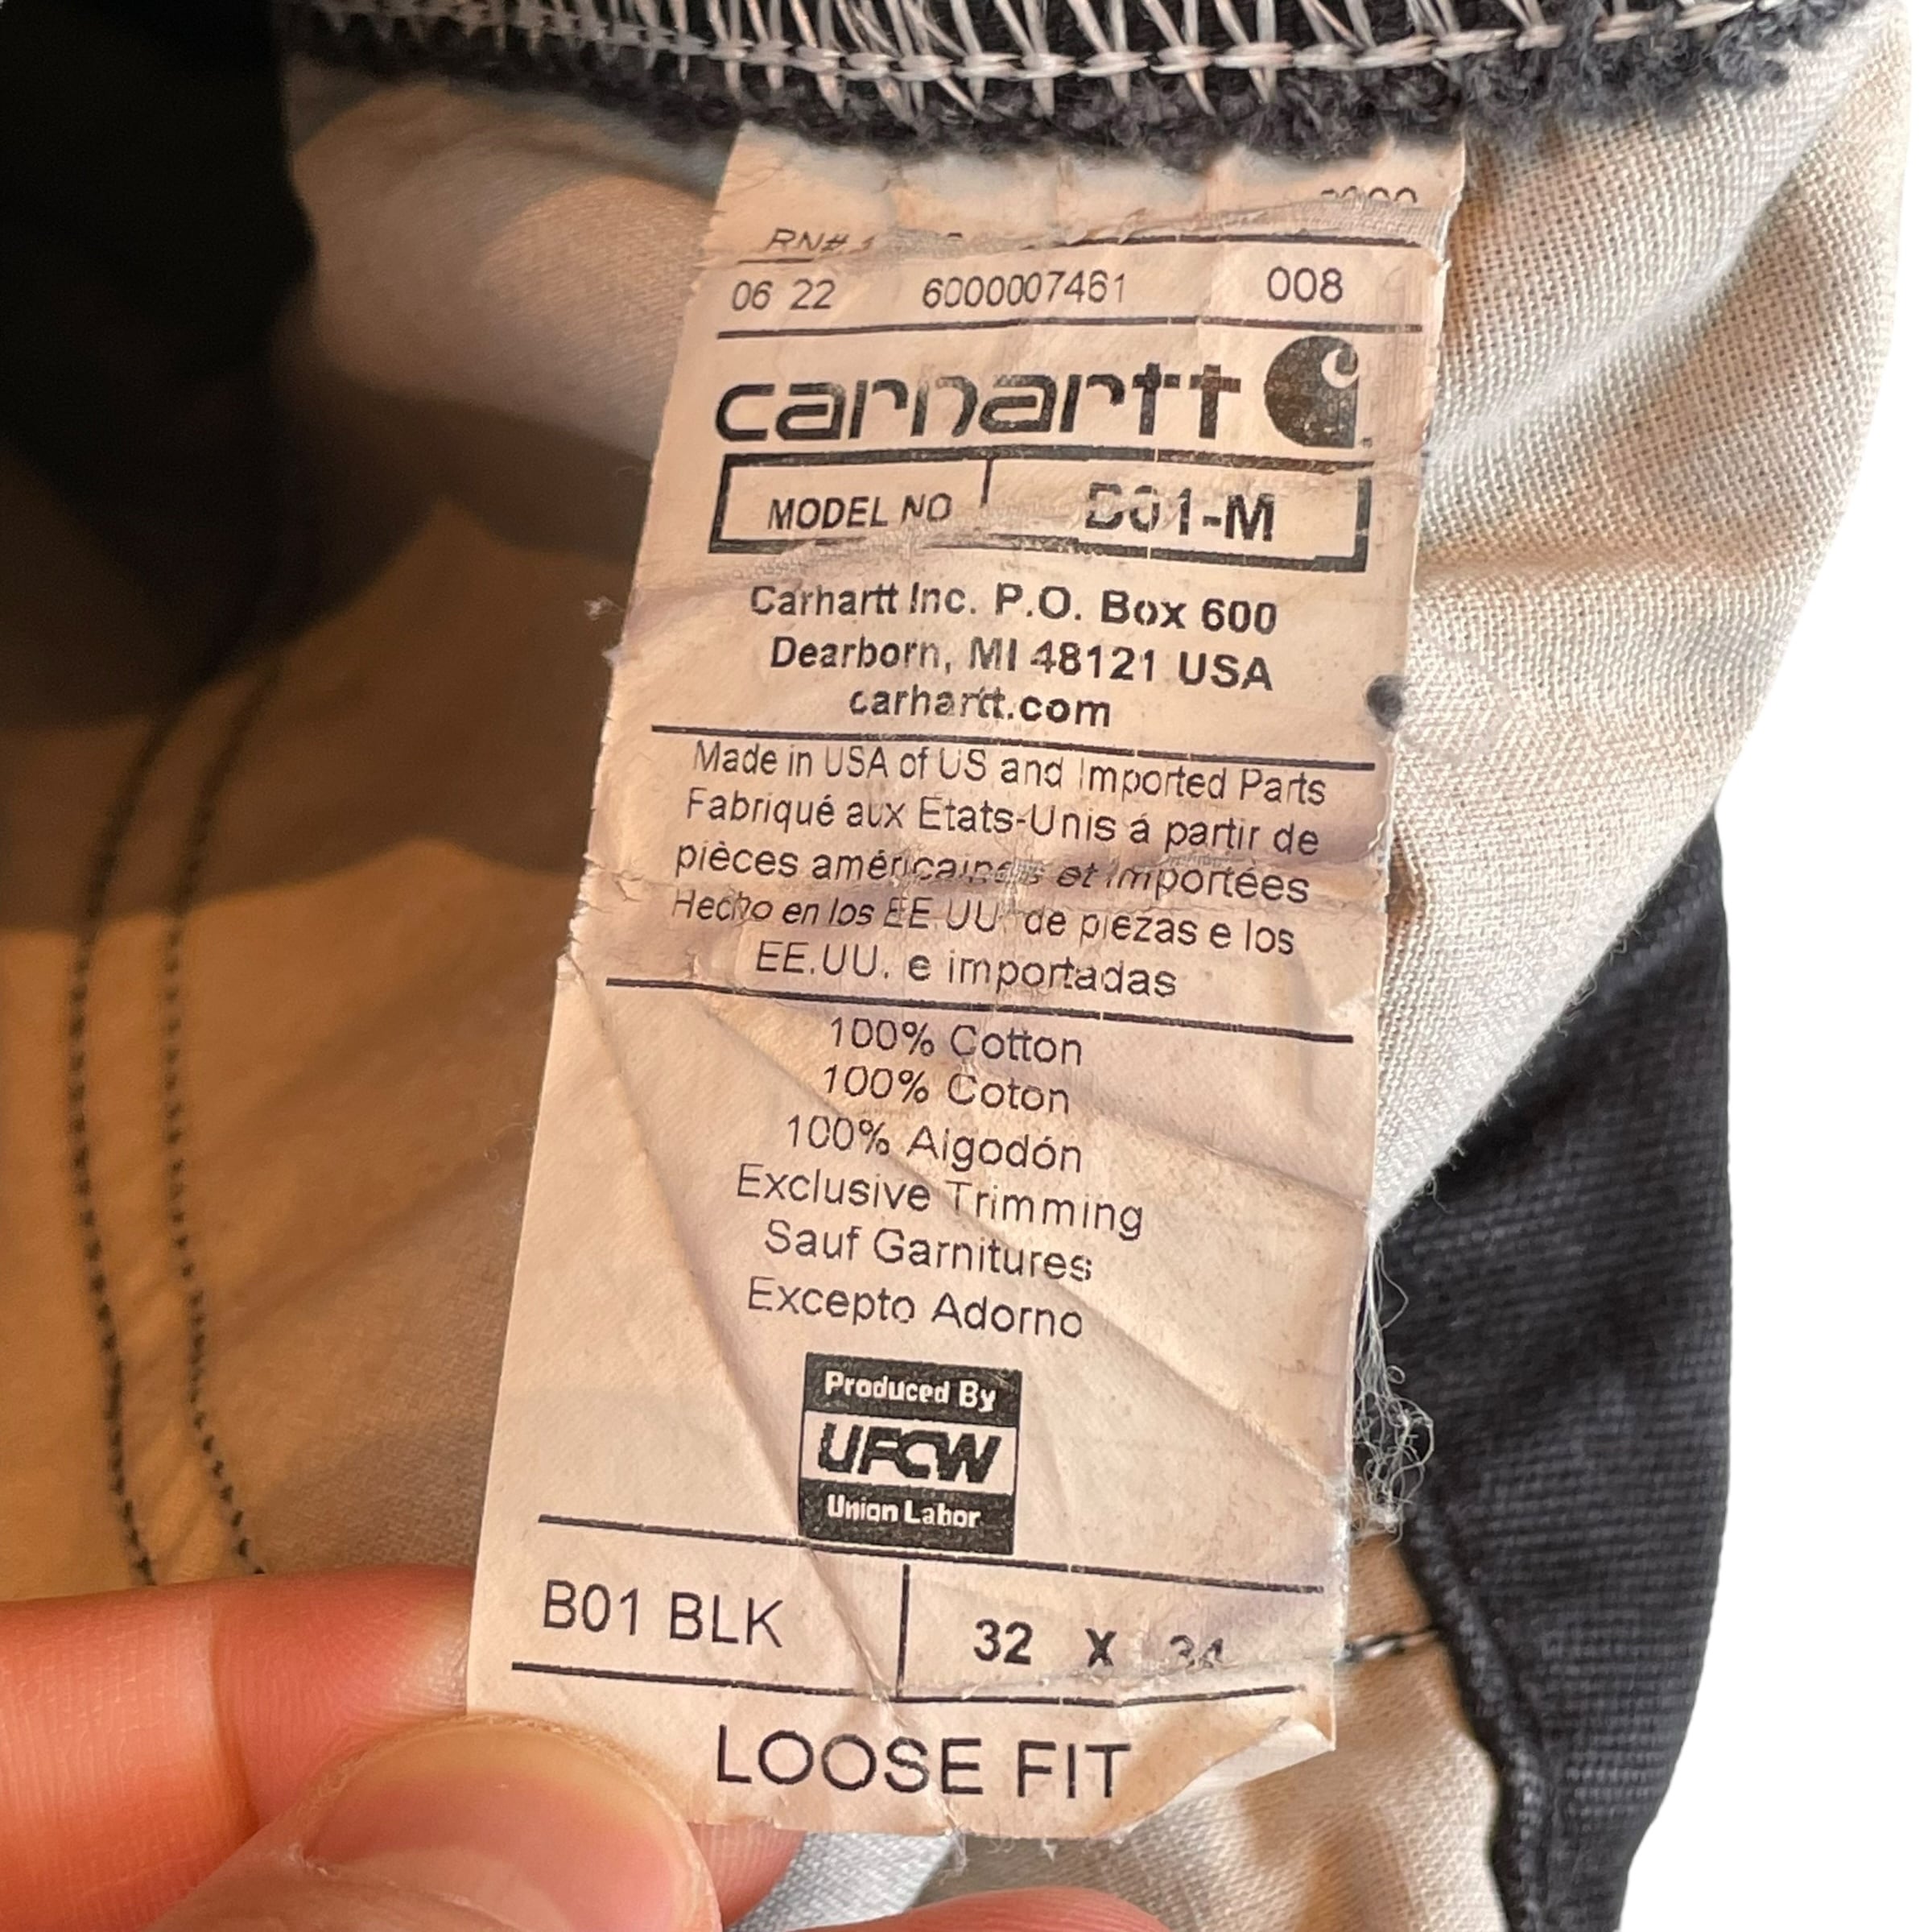 RN#
06 22 6000007461 008
carhartt
MODEL NO B01-M
Carhartt Inc. P.O. Box 600
Dearborn, MI 48121 USA
carhartt.com
Made in USA of US and Imported Parts
Fabriqué aux Etats-Unis á partir de
pièces américaines et importées
Hecho en los EE.UU. de piezas e los
EE.UU. e importadas
100% Cotton
100% Coton
100% Algodón
Exclusive Trimming
Sauf Garnitures
Excepto Adorno
Produced By
UFCW
Union Labor
B01 BLK 32 X 34
LOOSE FIT